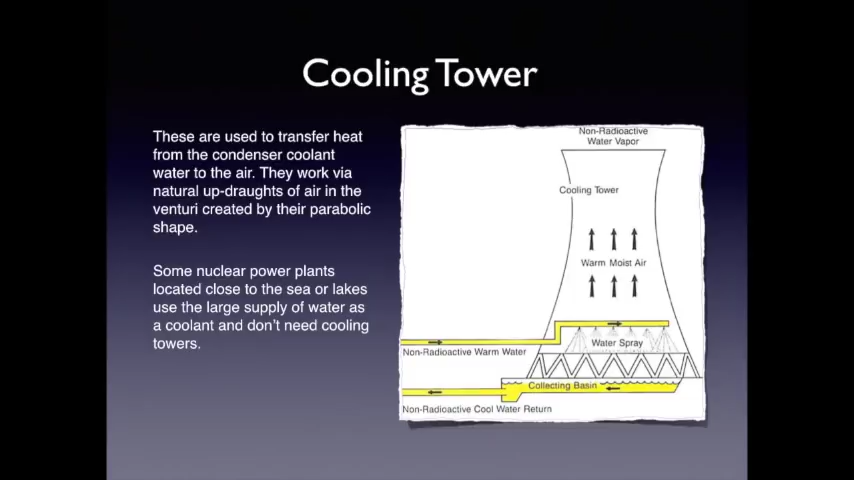 Cooling Tower
These are used to transfer heat
from the condenser coolant
water to the air. They work via
natural up-draughts of air in the
venturi created by their parabolic
shape.
Some nuclear power plants
located close to the sea or lakes
use the large supply of water as
a coolant and don't need cooling
towers.
Non-Radioactive
Water Vapor
Cooling Tower
Warm Moist Air
Water Spray
Non-Radioactive Warm Water
Collecting Basin
Non-Radioactive Cool Water Return